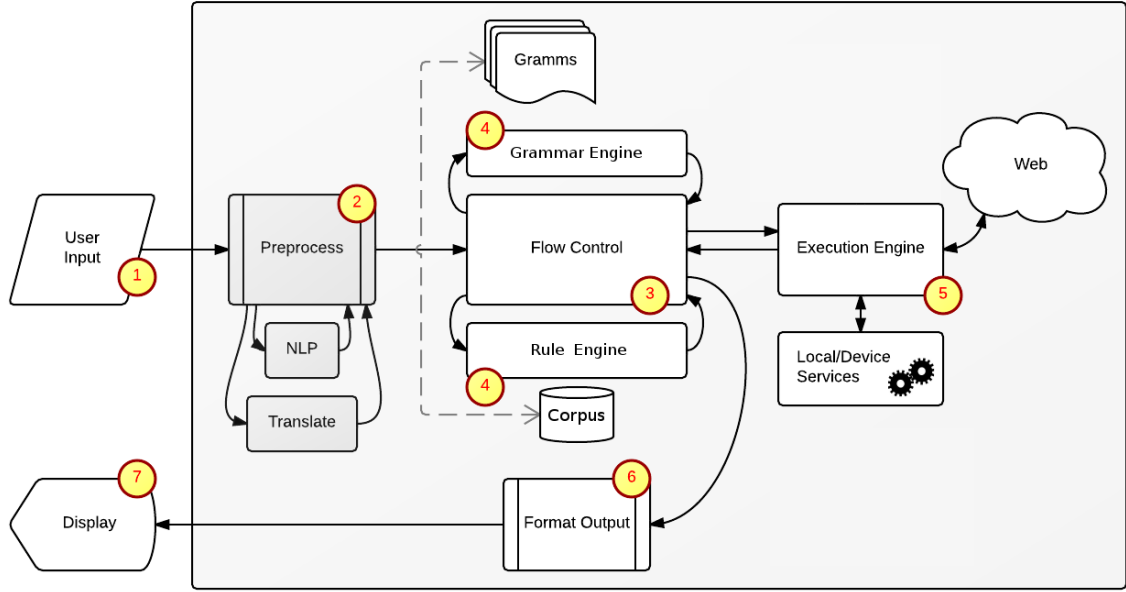 Gramms
4
Grammar Engine
Web
User
Input
1
2
Preprocess
Flow Control
3
Execution Engine
5
NLP
Rule Engine
4
Local/Device
Services
Translate
Corpus
7
Display
6
Format Output